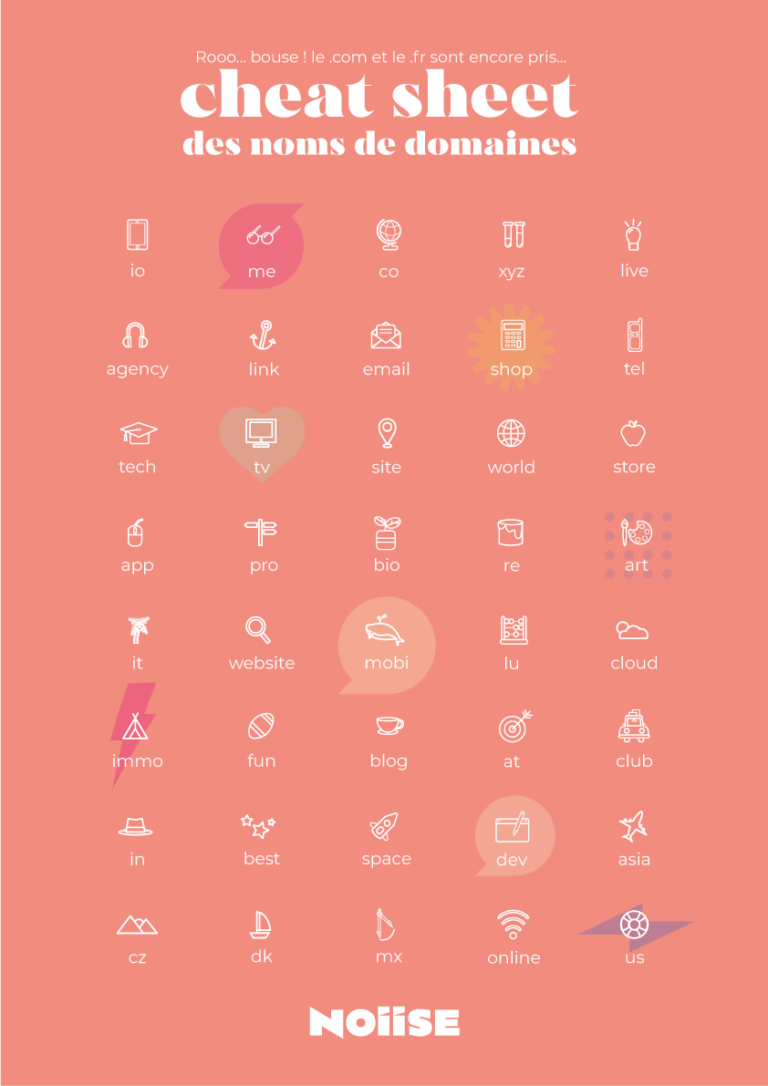 Rooo... bouse ! le .com et le .fr sont encore pris...
cheat sheet
des noms de domaines
io me co xyz live
agency link email shop tel
tech tv site world store
app pro bio re art
it website mobi lu cloud
immo fun blog at club
in best space dev asia
cz dk mx online us
NOIISE